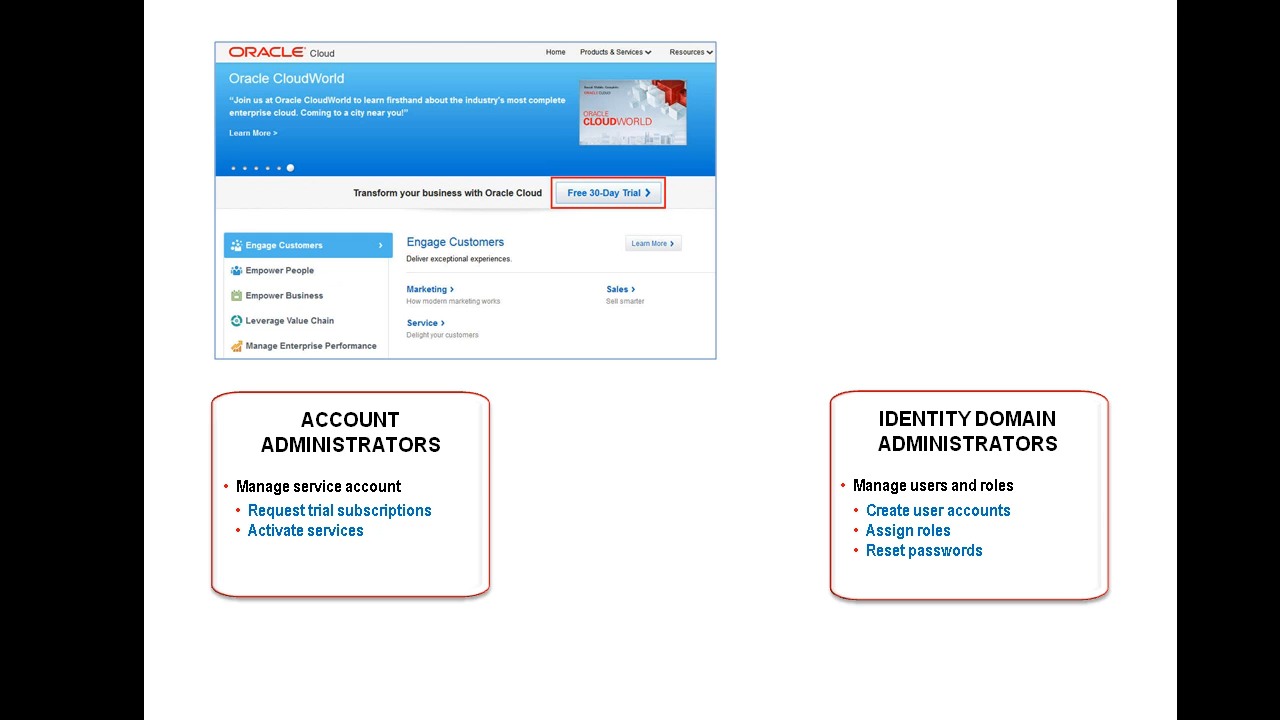 ORACLE Cloud
Home Products & Services Resources
Oracle CloudWorld
“Join us at Oracle CloudWorld to learn firsthand about the industry's most complete
enterprise cloud. Coming to a city near you!”
Learn More >
ORACLE
CLOUDWORLD
Transform your business with Oracle Cloud
Free 30-Day Trial
Engage Customers
Empower People
Empower Business
Leverage Value Chain
Manage Enterprise Performance
Engage Customers
Learn More
Deliver exceptional experiences.
Marketing
How modern marketing works
Sales
Sell smarter
Service
Delight your customers
ACCOUNT
ADMINISTRATORS
• Manage service account
• Request trial subscriptions
• Activate services
IDENTITY DOMAIN
ADMINISTRATORS
• Manage users and roles
• Create user accounts
• Assign roles
• Reset passwords